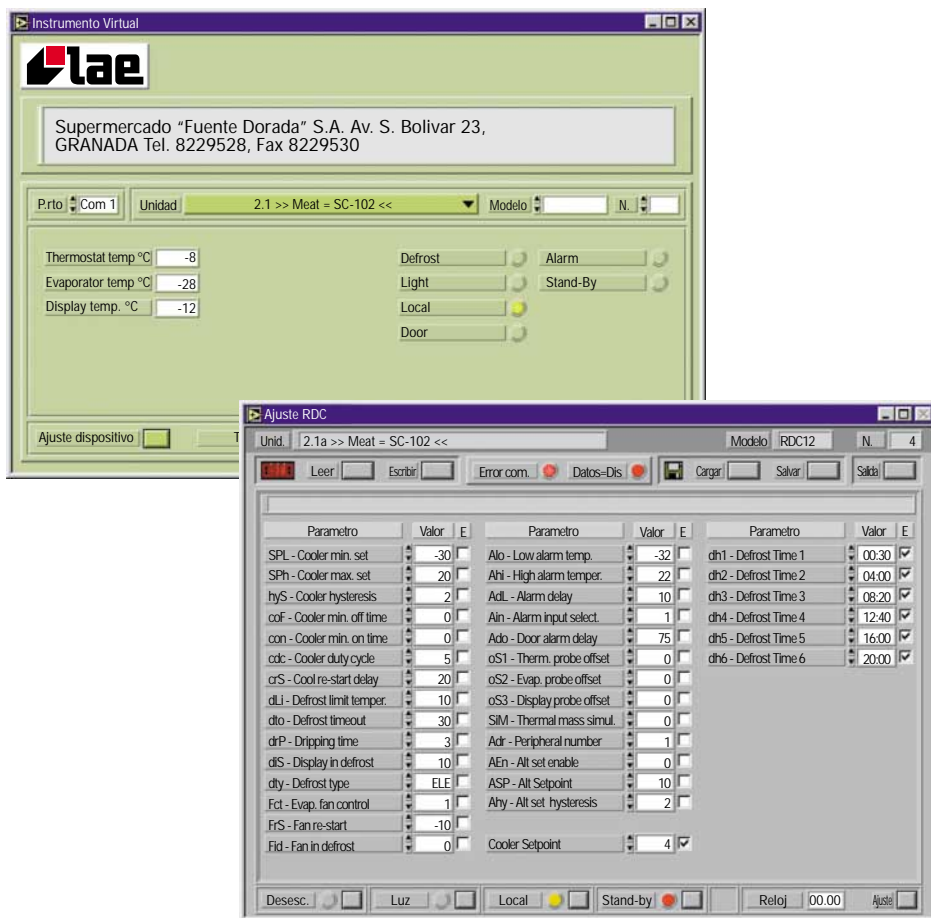 Instrumento Virtual
lae
Supermercado “Fuente Dorada” S.A. Av. S. Bolivar 23,
GRANADA Tel. 8229528, Fax 8229530
P.rto Com 1 Unidad 2.1 >> Meat = SC-102 << Modelo N.
Thermostat temp °C -8 Defrost Alarm
Evaporator temp °C -28 Light Stand-By
Display temp. °C -12 Local
Door
Ajuste dispositivo T
Ajuste RDC
Unid. 2.1a >> Meat = SC-102 << Modelo RDC12 N. 4
Leer Escribir Error com. Datos=Dis Cargar Salvar Salida
Parametro Valor E Parametro Valor E Parametro Valor E
SPL - Cooler min. set -30 Alo - Low alarm temp. -32 dh1 - Defrost Time 1 00:30
SPh - Cooler max. set 20 Ahi - High alarm temper. 22 dh2 - Defrost Time 2 04:00
hyS - Cooler hysteresis 2 AdL - Alarm delay 10 dh3 - Defrost Time 3 08:20
coF - Cooler min. off time 0 Ain - Alarm input select. 1 dh4 - Defrost Time 4 12:40
con - Cooler min. on time 0 Ado - Door alarm delay 75 dh5 - Defrost Time 5 16:00
cdc - Cooler duty cycle 5 oS1 - Therm. probe offset 0 dh6 - Defrost Time 6 20:00
crS - Cool re-start delay 20 oS2 - Evap. probe offset 0
dLi - Defrost limit temper. 10 oS3 - Display probe offset 0
dto - Defrost timeout 30 SiM - Thermal mass simul. 0
drP - Dripping time 3 Adr - Peripheral number 1
diS - Display in defrost 10 AEn - Alt set enable 0
dty - Defrost type ELE ASP - Alt Setpoint 10
Fct - Evap. fan control 1 Ahy - Alt set hysteresis 2
FrS - Fan re-start -10
Fid - Fan in defrost 0 Cooler Setpoint 4
Desesc. Luz Local Stand-by Reloj 00.00 Ajuste